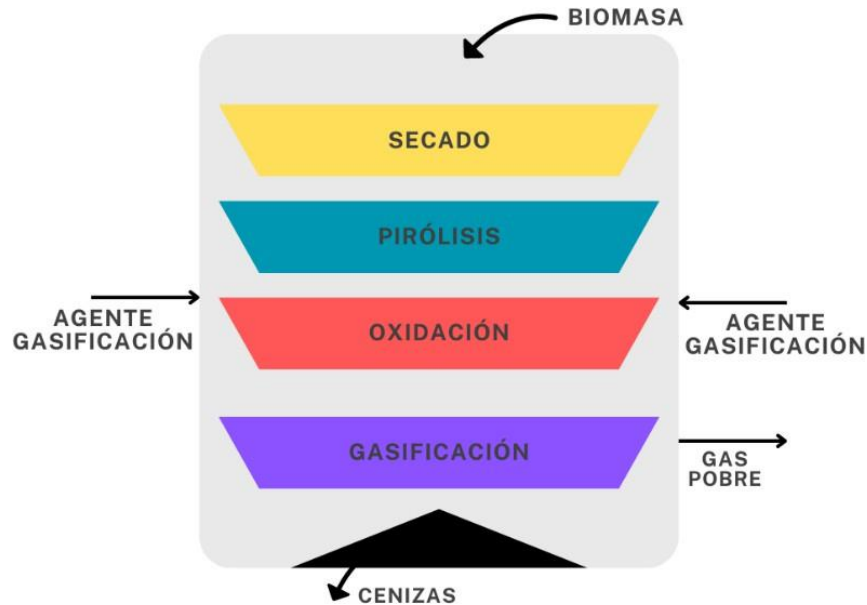 BIOMASA
SECADO
PIRÓLISIS
AGENTE
GASIFICACIÓN
OXIDACIÓN
AGENTE
GASIFICACIÓN
GASIFICACIÓN
GAS
POBRE
CENIZAS